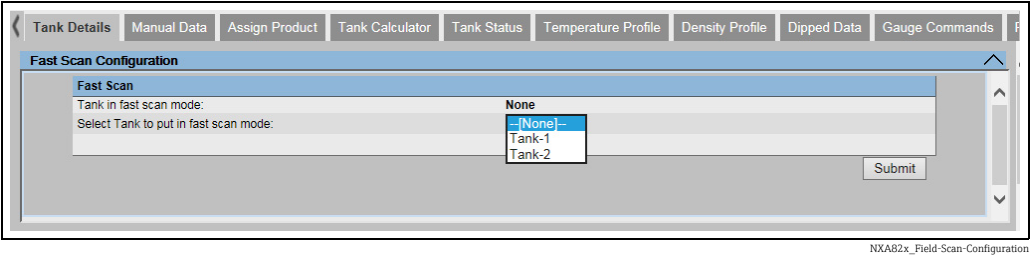 Tank Details Manual Data Assign Product Tank Calculator Tank Status Temperature Profile Density Profile Dipped Data Gauge Commands
Fast Scan Configuration
Fast Scan
Tank in fast scan mode: None
Select Tank to put in fast scan mode: --[None]--
Tank-1
Tank-2
Submit
NXA82x_Field-Scan-Configuration